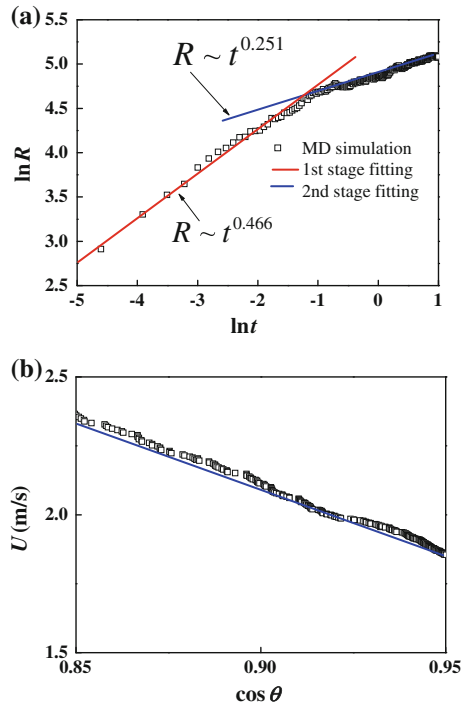 (a)
R ~ t^0.251
5.0
4.5
4.0
3.5
3.0
2.5
lnR
□ MD simulation
1st stage fitting
2nd stage fitting
R ~ t^0.466
-5 -4 -3 -2 -1 0 1
lnt
(b)
2.5
2.0
1.5
U (m/s)
0.85 0.90 0.95
cos θ